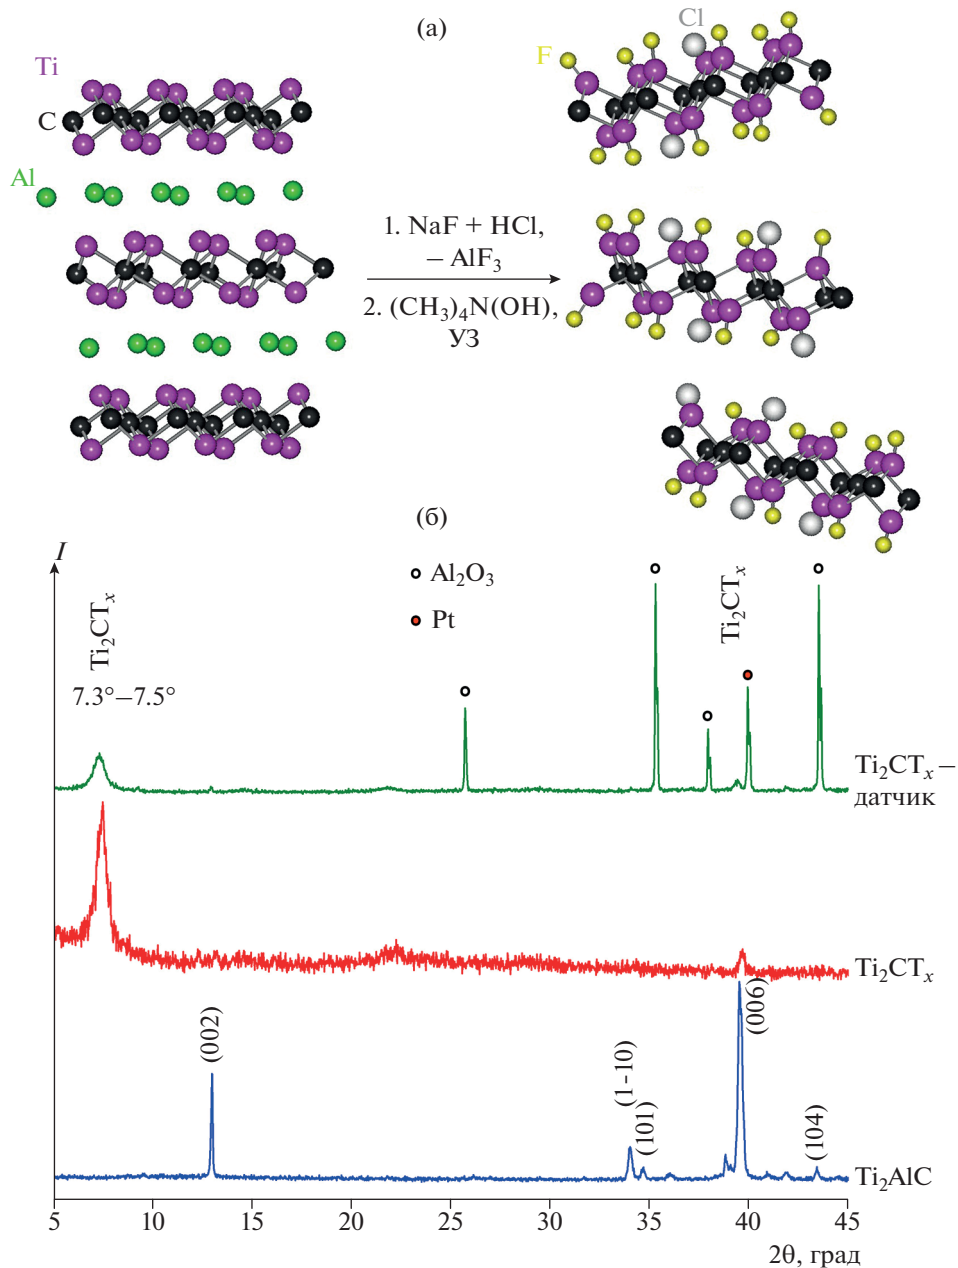 (а)
Ti
C
Al
F
Cl
1. NaF + HCl,
– AlF₃
2. (CH₃)₄N(OH),
УЗ
(б)
I
Al₂O₃
Pt
Ti₂CTₓ
7.3°–7.5°
Ti₂CTₓ
Ti₂CTₓ –
датчик
Ti₂CTₓ
(002)
(1-10)
(101)
(006)
(104)
Ti₂AlC
5 10 15 20 25 30 35 40 45
2θ, град